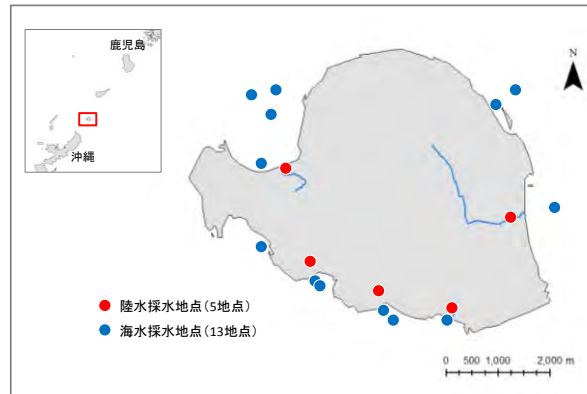 鹿児島
沖縄
N
陸水採水地点(5地点)
海水採水地点(13地点)
0 500 1,000 2,000 m